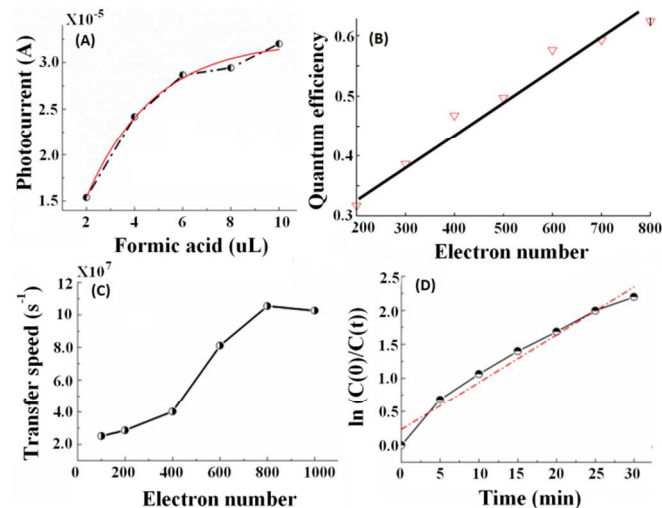 X10⁻⁵
(A)
3.0
2.5
2.0
1.5
2 4 6 8 10
Photocurrent (A)
Formic acid (uL)
(B)
0.6
0.5
0.4
0.3
200 300 400 500 600 700 800
Quantum efficiency
Electron number
X10⁷
(C)
12.0
10.0
8.0
6.0
4.0
2.0
0 200 400 600 800 1000
Transfer speed (s⁻¹)
Electron number
(D)
2.5
2.0
1.5
1.0
0.5
0.0
0 5 10 15 20 25 30
ln (C(0)/C(t))
Time (min)